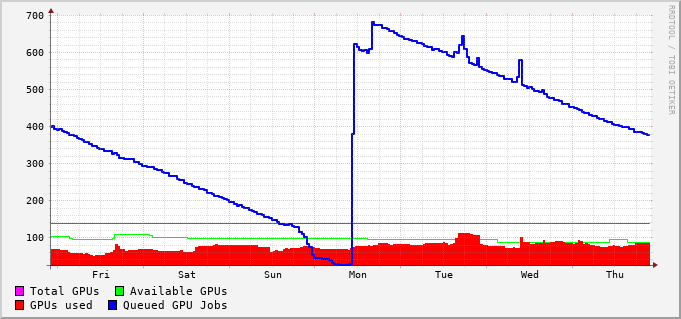 700
600
500
400
300
200
100
Fri Sat Sun Mon Tue Wed Thu
Total GPUs Available GPUs
GPUs used Queued GPU Jobs
RRDTOOL / TOBI OETIKER